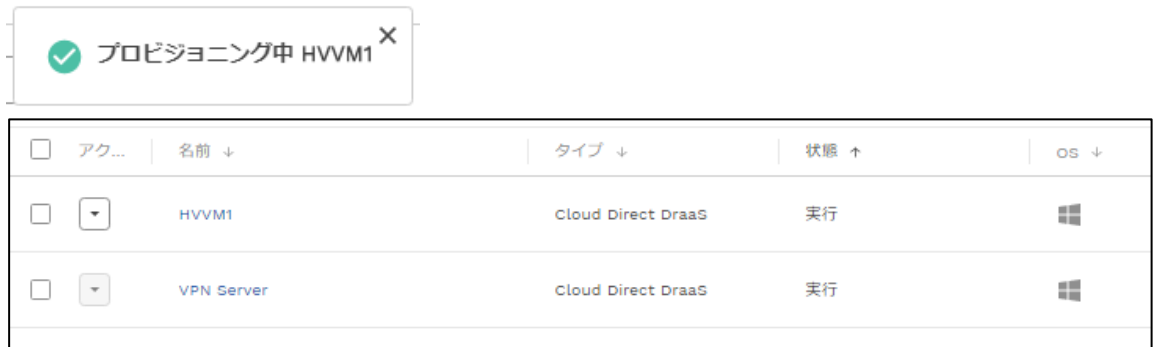 プロビジョニング中 HVVM1
アク... 名前 ↓ タイプ ↓ 状態 ↑ OS ↓
HVVM1 Cloud Direct DraaS 実行
VPN Server Cloud Direct DraaS 実行